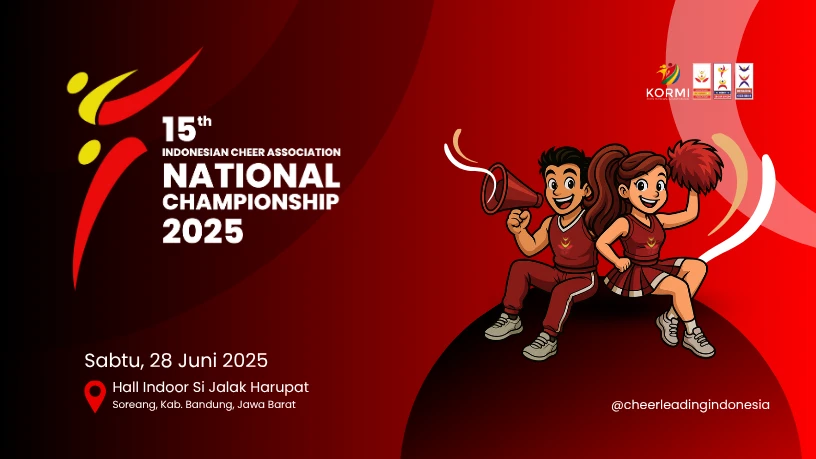 15th
INDONESIAN CHEER ASSOCIATION
NATIONAL
CHAMPIONSHIP
2025
KORMI
Sabtu, 28 Juni 2025
Hall Indoor Si Jalak Harupat
Soreang, Kab. Bandung, Jawa Barat
@cheerleadingindonesia